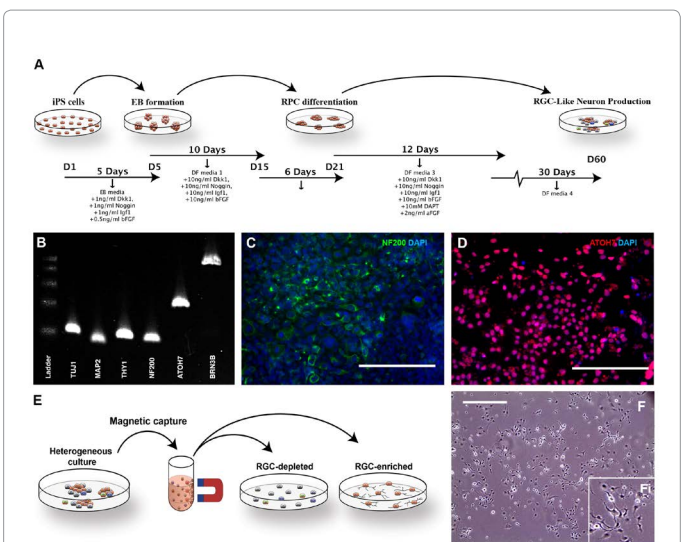 A
iPS cells
EB formation
RPC differentiation
RGC-Like Neuron Production
D1
5 Days
D5
10 Days
D15
6 Days
D21
12 Days
30 Days
D60
EB media
+1ng/ml Dkk1,
+1ng/ml Noggin
+1ng/ml Igf1
+0.5ng/ml bFGF
DF media 1
+10ng/ml Dkk1,
+10ng/ml Noggin,
+10ng/ml Igf1,
+10ng/ml bFGF
DF media 3
+10ng/ml Dkk1
+10ng/ml Noggin
+10ng/ml Igf1
+10ng/ml bFGF
+10mM DAPT
+2ng/ml aFGF
DF media 4
B
Ladder
TUJ1
MAP2
THY1
NF200
ATOH7
BRN3B
C
NF200 DAPI
D
ATOH7 DAPI
E
Heterogeneous
culture
Magnetic capture
RGC-depleted
RGC-enriched
F
Fi